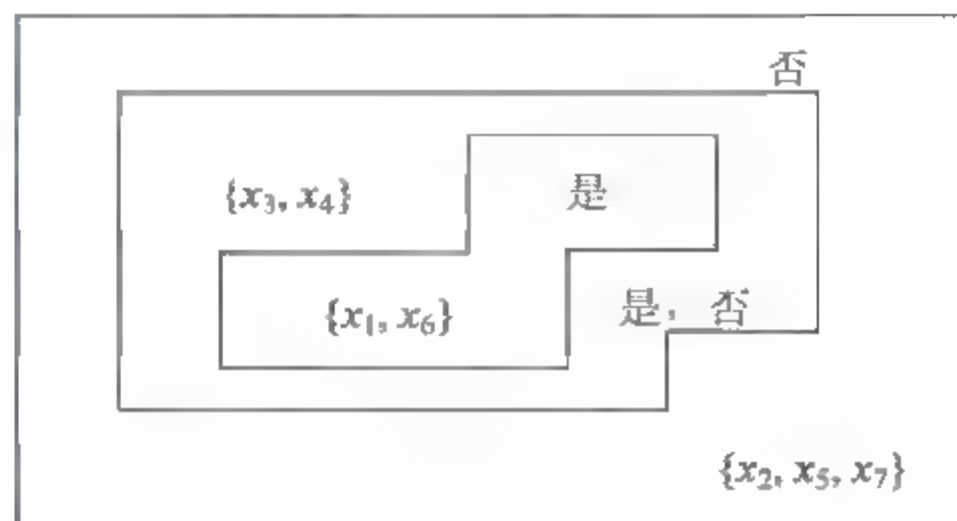 否
{x₃, x₄}
是
{x₁, x₆}
是, 否
{x₂, x₅, x₇}